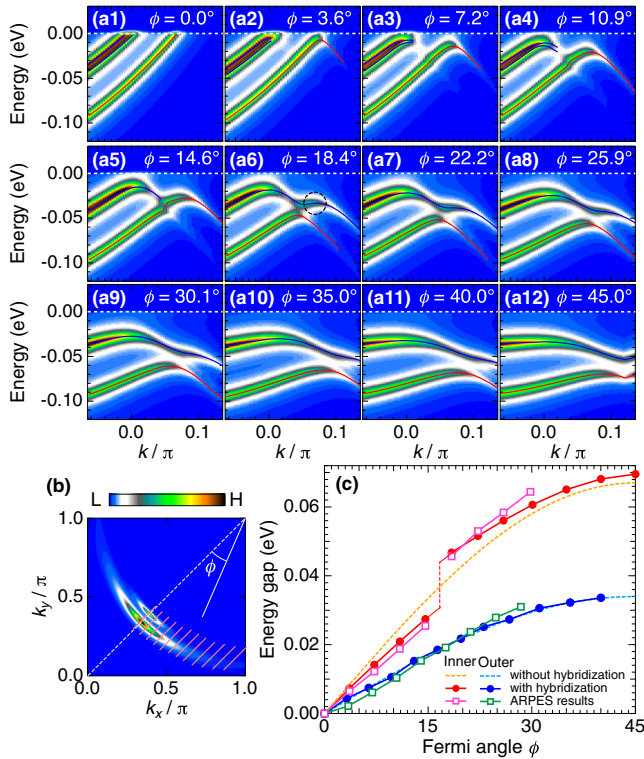 (a1) ϕ = 0.0° (a2) ϕ = 3.6° (a3) ϕ = 7.2° (a4) ϕ = 10.9°
Energy (eV)
0.00
-0.05
-0.10
(a5) ϕ = 14.6° (a6) ϕ = 18.4° (a7) ϕ = 22.2° (a8) ϕ = 25.9°
Energy (eV)
0.00
-0.05
-0.10
(a9) ϕ = 30.1° (a10) ϕ = 35.0° (a11) ϕ = 40.0° (a12) ϕ = 45.0°
Energy (eV)
0.00
-0.05
-0.10
0.0 0.1 0.0 0.1 0.0 0.1 0.0 0.1
k / π k / π k / π k / π
(b) L H
1.0
0.5
0.0
k_y / π
ϕ
0.0 0.5 1.0
k_x / π
(c)
Energy gap (eV)
0.06
0.04
0.02
0.00
Inner Outer
without hybridization
with hybridization
ARPES results
0 15 30 45
Fermi angle ϕ